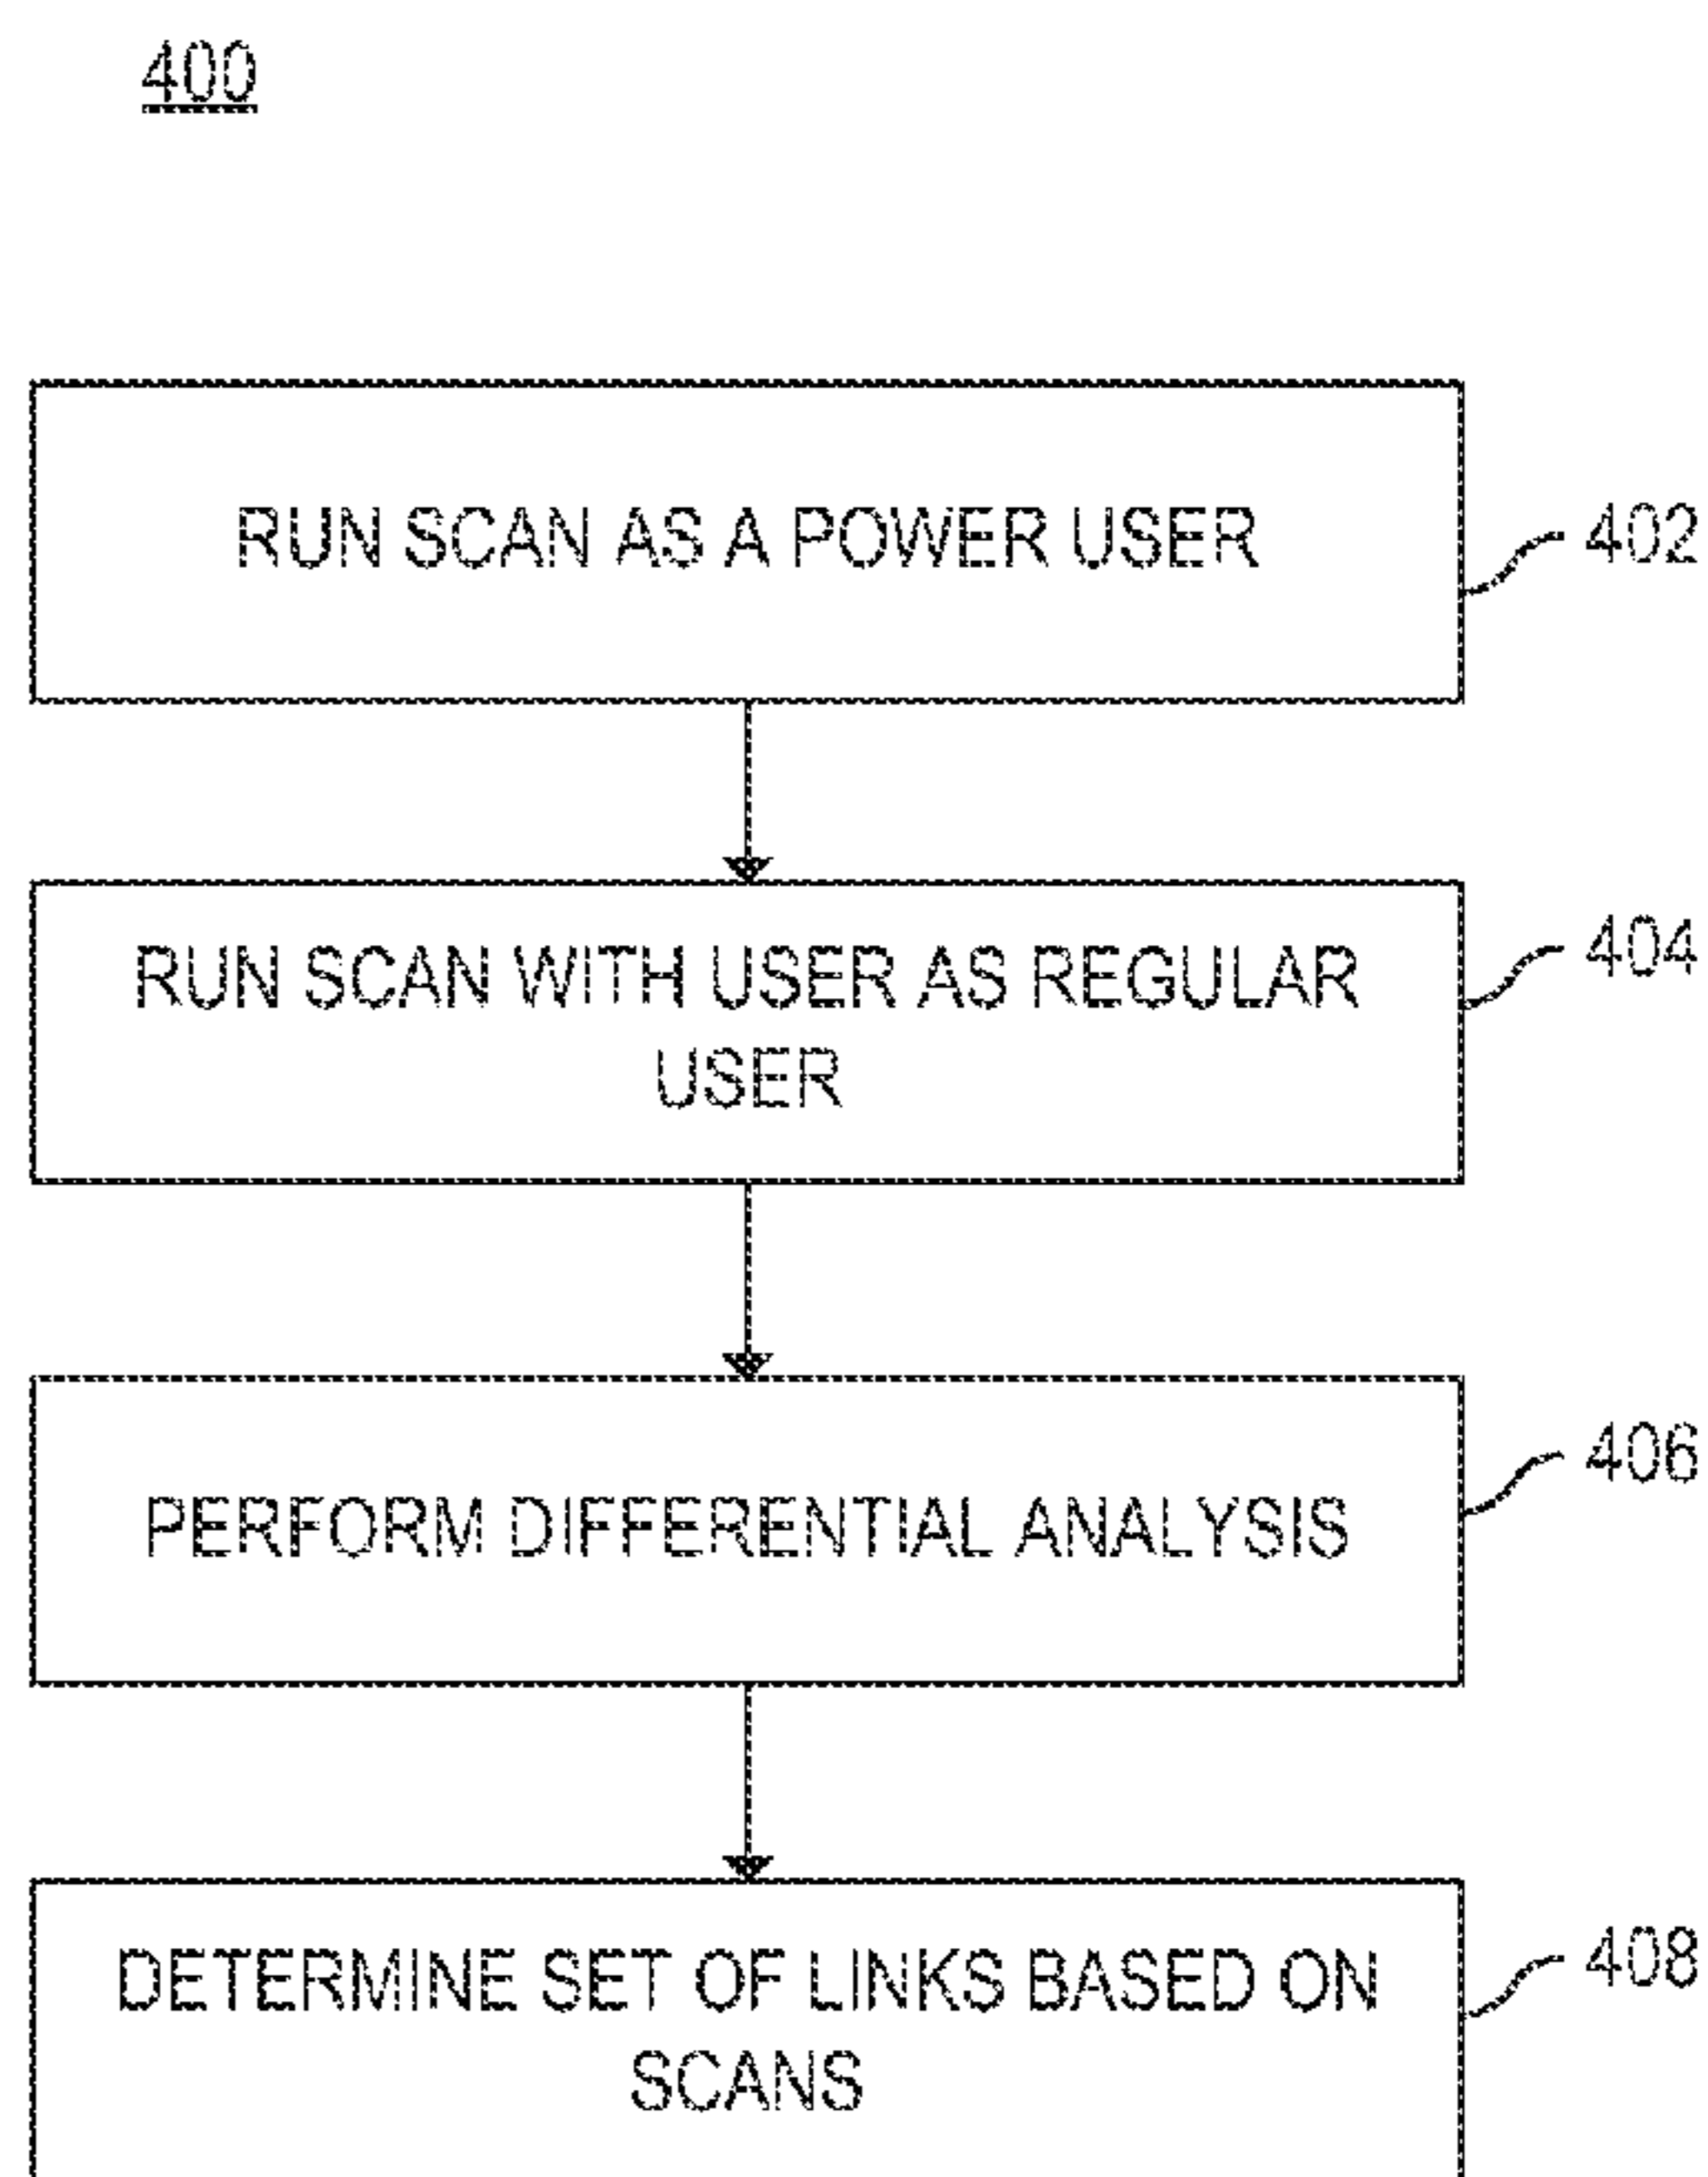 400
RUN SCAN AS A POWER USER
402
RUN SCAN WITH USER AS REGULAR
USER
404
PERFORM DIFFERENTIAL ANALYSIS
406
DETERMINE SET OF LINKS BASED ON
SCANS
408